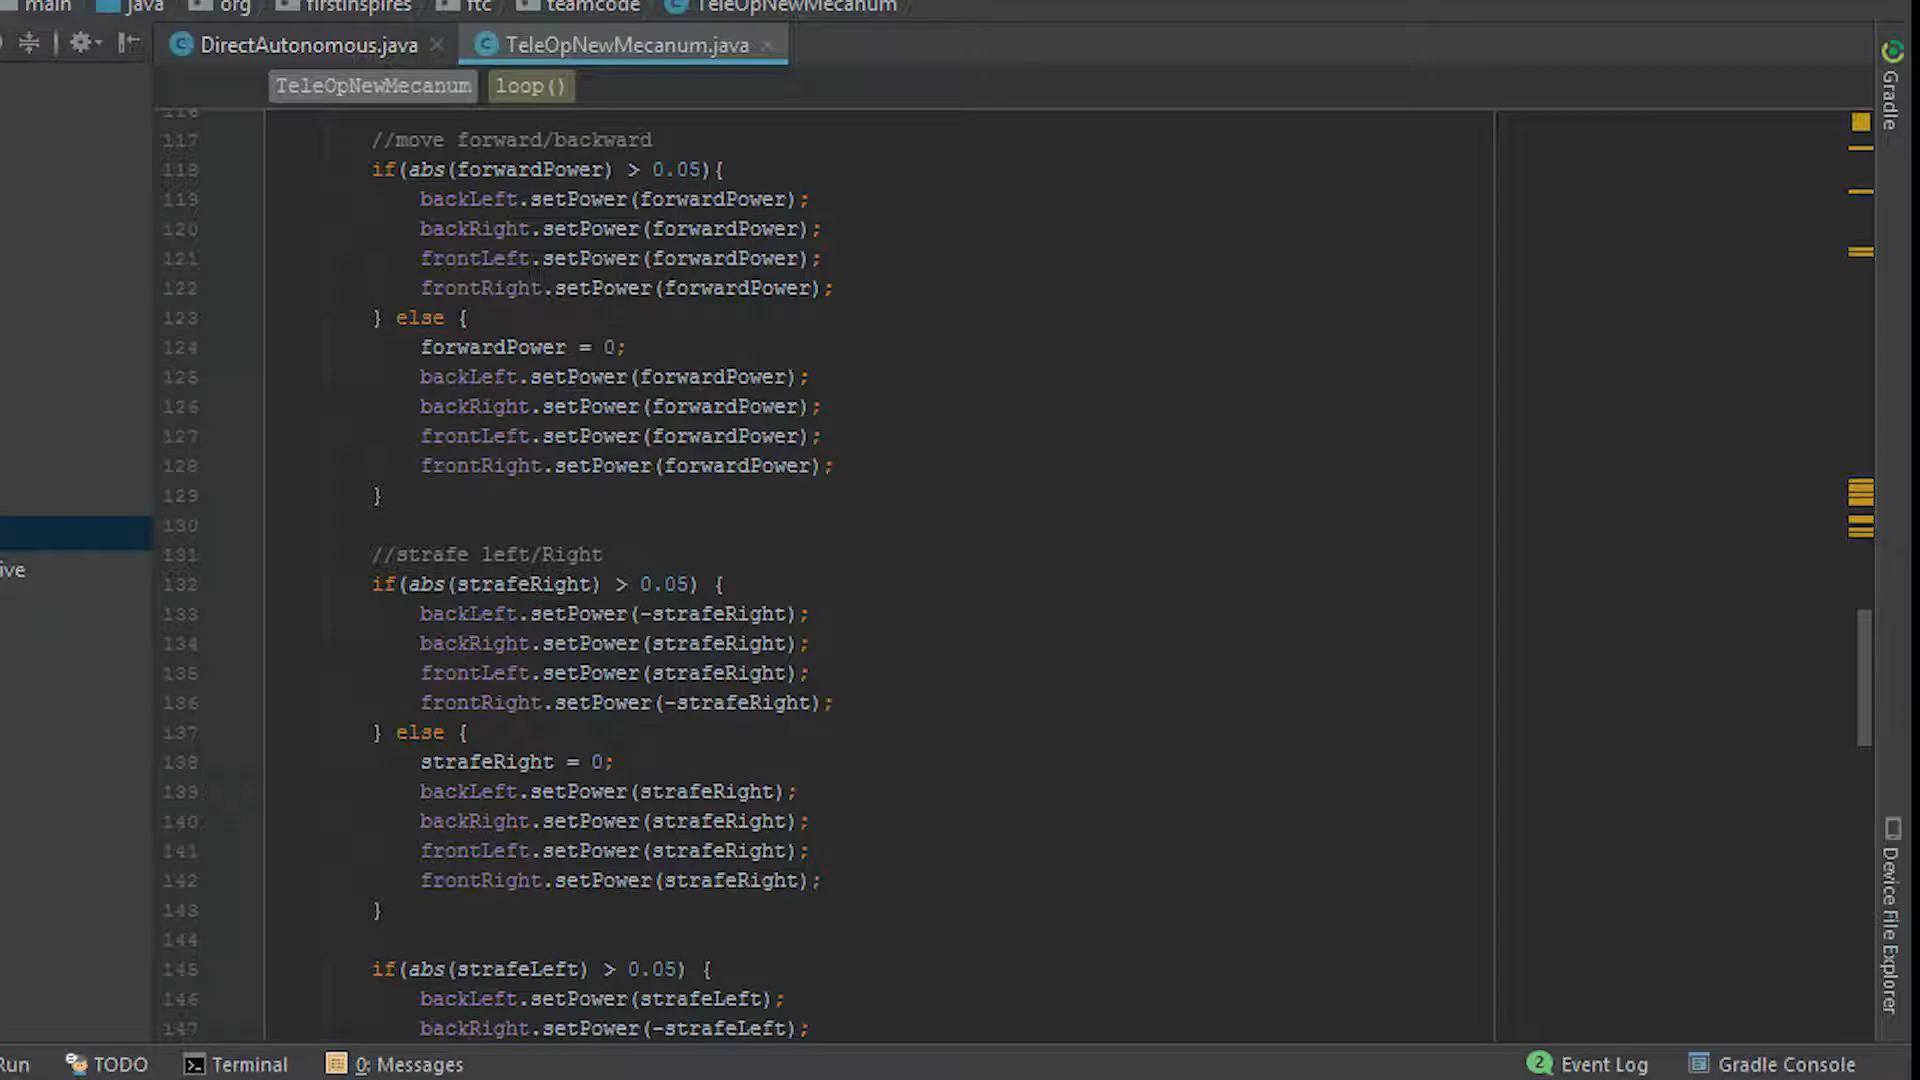 main java org firstinspires ftc teamcode TeleOpNewMecanum
DirectAutonomous.java TeleOpNewMecanum.java
TeleOpNewMecanum loop()
116
117 //move forward/backward
118 if(abs(forwardPower) > 0.05){
119 backLeft.setPower(forwardPower);
120 backRight.setPower(forwardPower);
121 frontLeft.setPower(forwardPower);
122 frontRight.setPower(forwardPower);
123 } else {
124 forwardPower = 0;
125 backLeft.setPower(forwardPower);
126 backRight.setPower(forwardPower);
127 frontLeft.setPower(forwardPower);
128 frontRight.setPower(forwardPower);
129 }
130
131 //strafe left/Right
132 if(abs(strafeRight) > 0.05) {
133 backLeft.setPower(-strafeRight);
134 backRight.setPower(strafeRight);
135 frontLeft.setPower(strafeRight);
136 frontRight.setPower(-strafeRight);
137 } else {
138 strafeRight = 0;
139 backLeft.setPower(strafeRight);
140 backRight.setPower(strafeRight);
141 frontLeft.setPower(strafeRight);
142 frontRight.setPower(strafeRight);
143 }
144
145 if(abs(strafeLeft) > 0.05) {
146 backLeft.setPower(strafeLeft);
147 backRight.setPower(-strafeLeft);
ive
Gradle
Device File Explorer
Run TODO Terminal 0: Messages 2 Event Log Gradle Console